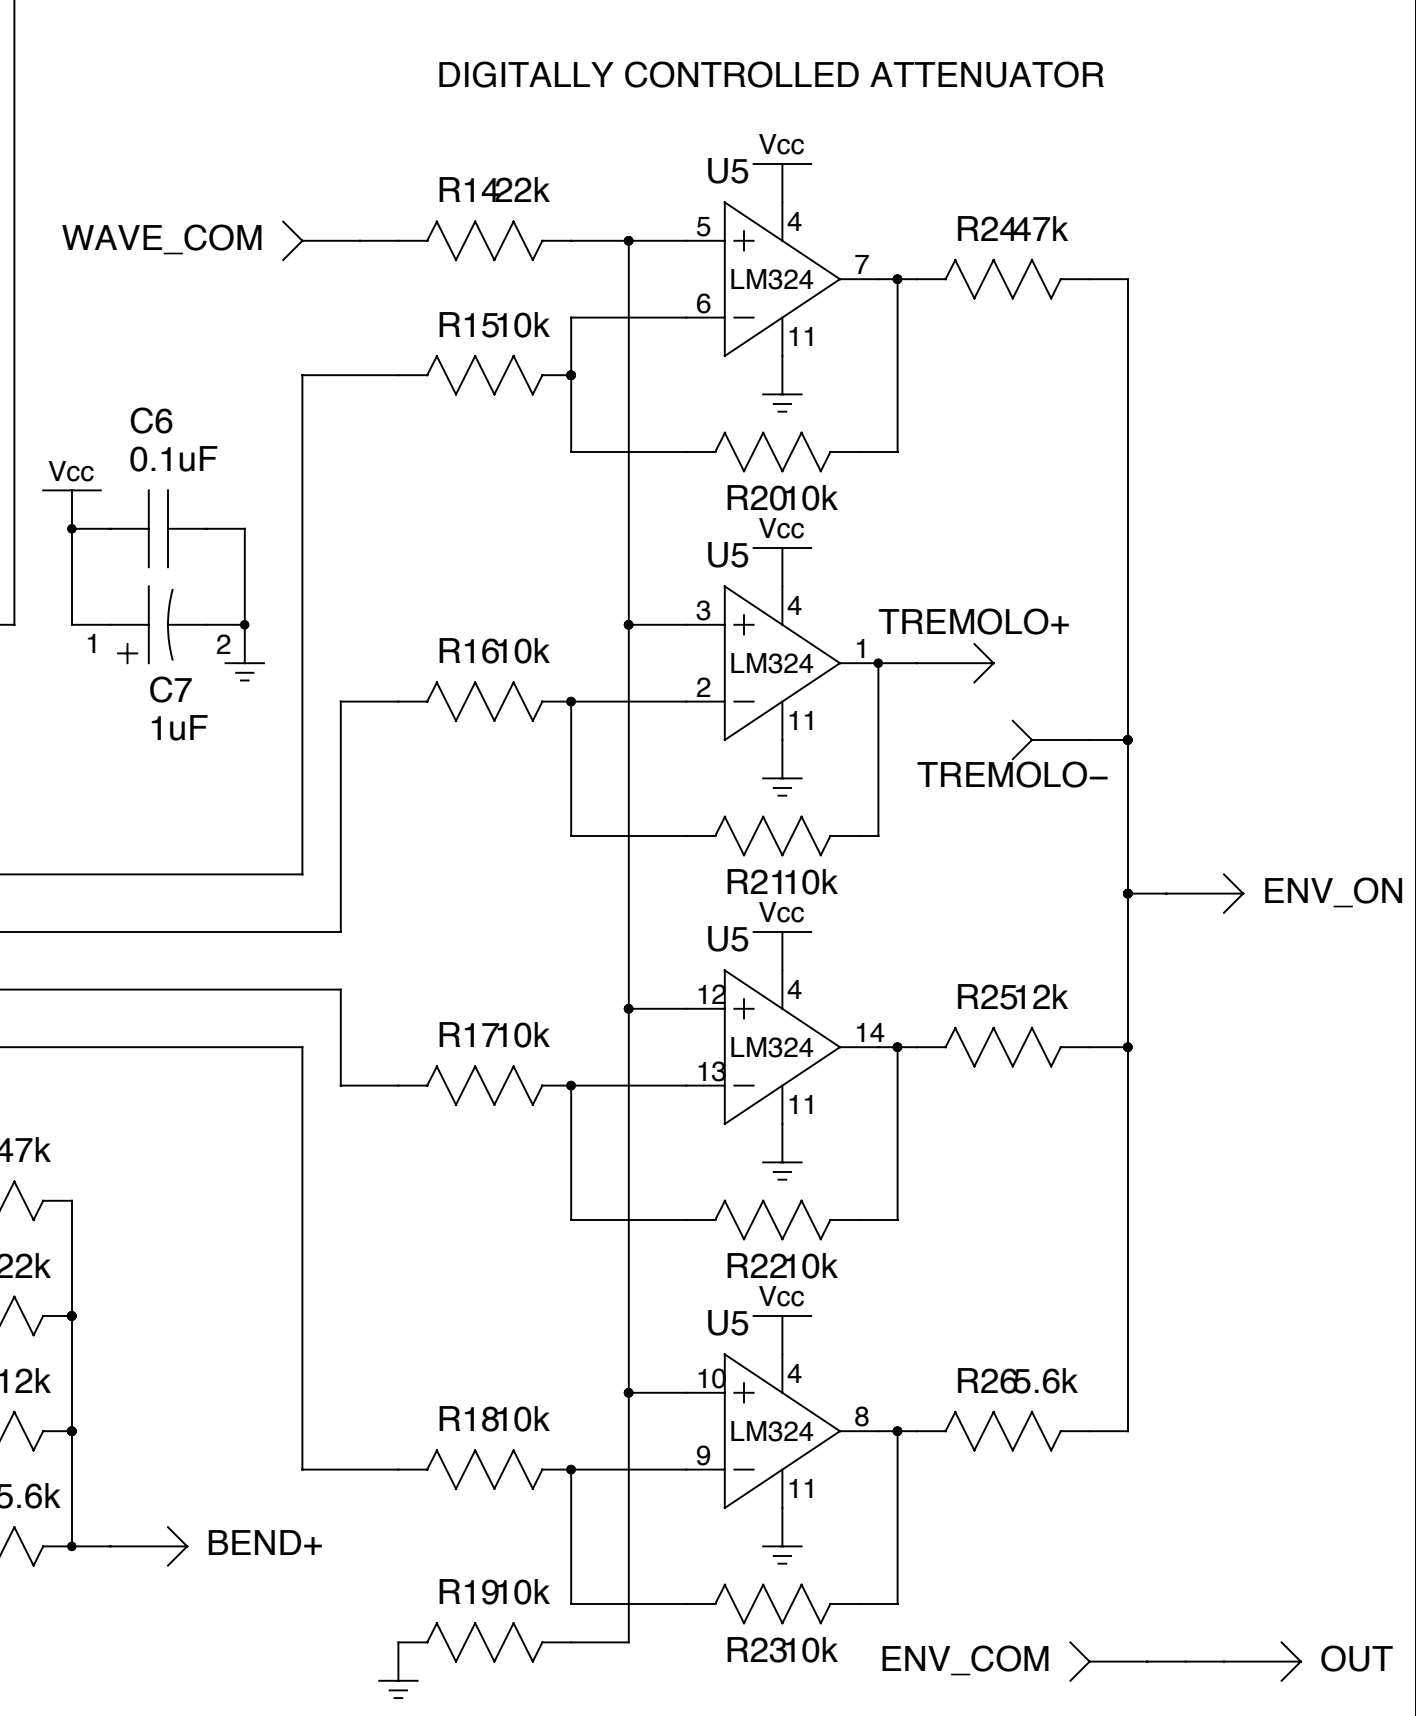 DIGITALLY CONTROLLED ATTENUATOR
Vcc
U5
R14 22k
WAVE_COM
5
4
+
LM324
7
R24 47k
6
−
11
R15 10k
C6
0.1uF
Vcc
R20 10k
Vcc
U5
1
+
2
C7
1uF
3
4
+
LM324
1
TREMOLO+
R16 10k
2
−
11
TREMOLO−
R21 10k
Vcc
U5
ENV_ON
12
4
+
LM324
14
R25 12k
R17 10k
13
−
11
47k
22k
R22 10k
Vcc
U5
12k
10
4
+
LM324
8
R26 5.6k
R18 10k
9
−
11
5.6k
BEND+
R19 10k
R23 10k
ENV_COM
OUT